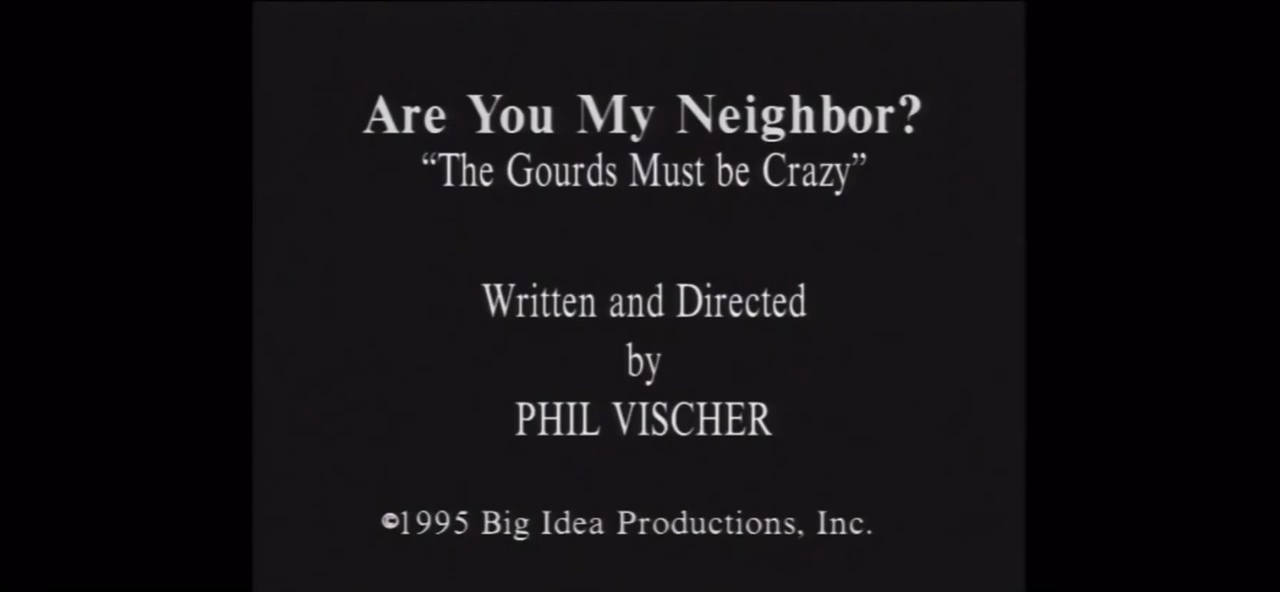 Are You My Neighbor?
“The Gourds Must be Crazy”
Written and Directed
by
PHIL VISCHER
©1995 Big Idea Productions, Inc.